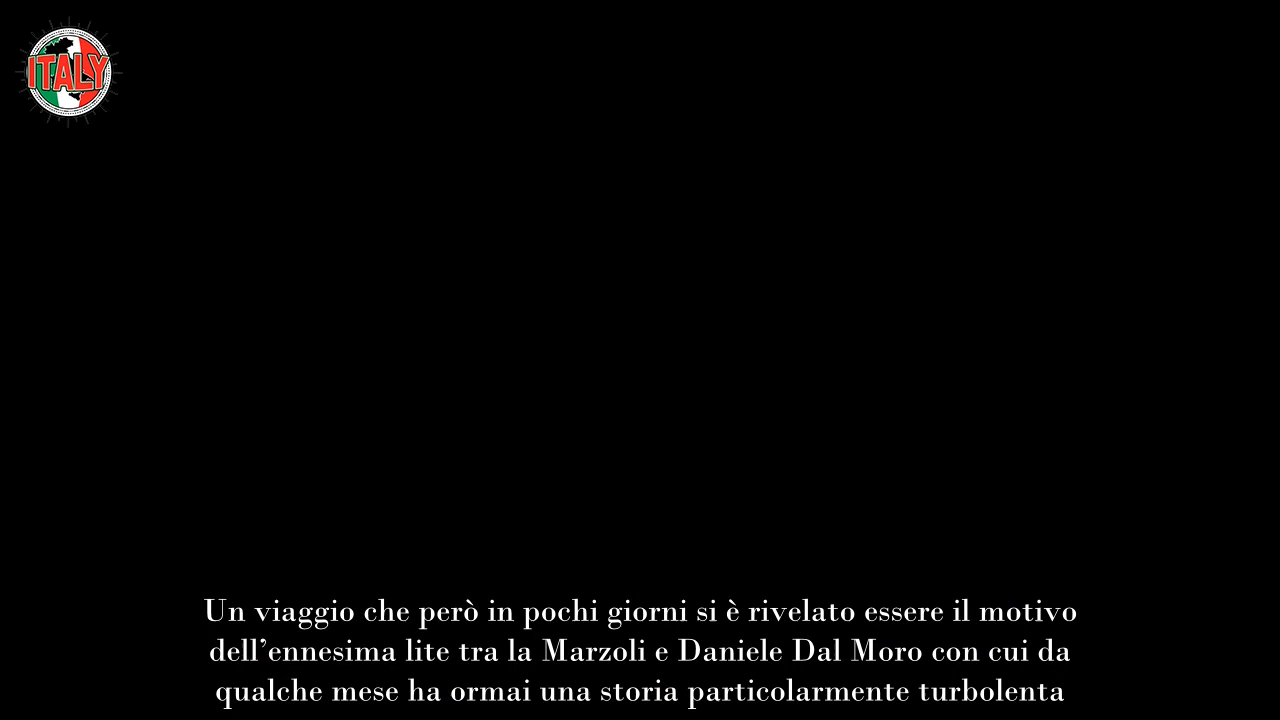 ITALY
Un viaggio che però in pochi giorni si è rivelato essere il motivo
dell’ennesima lite tra la Marzoli e Daniele Dal Moro con cui da
qualche mese ha ormai una storia particolarmente turbolenta